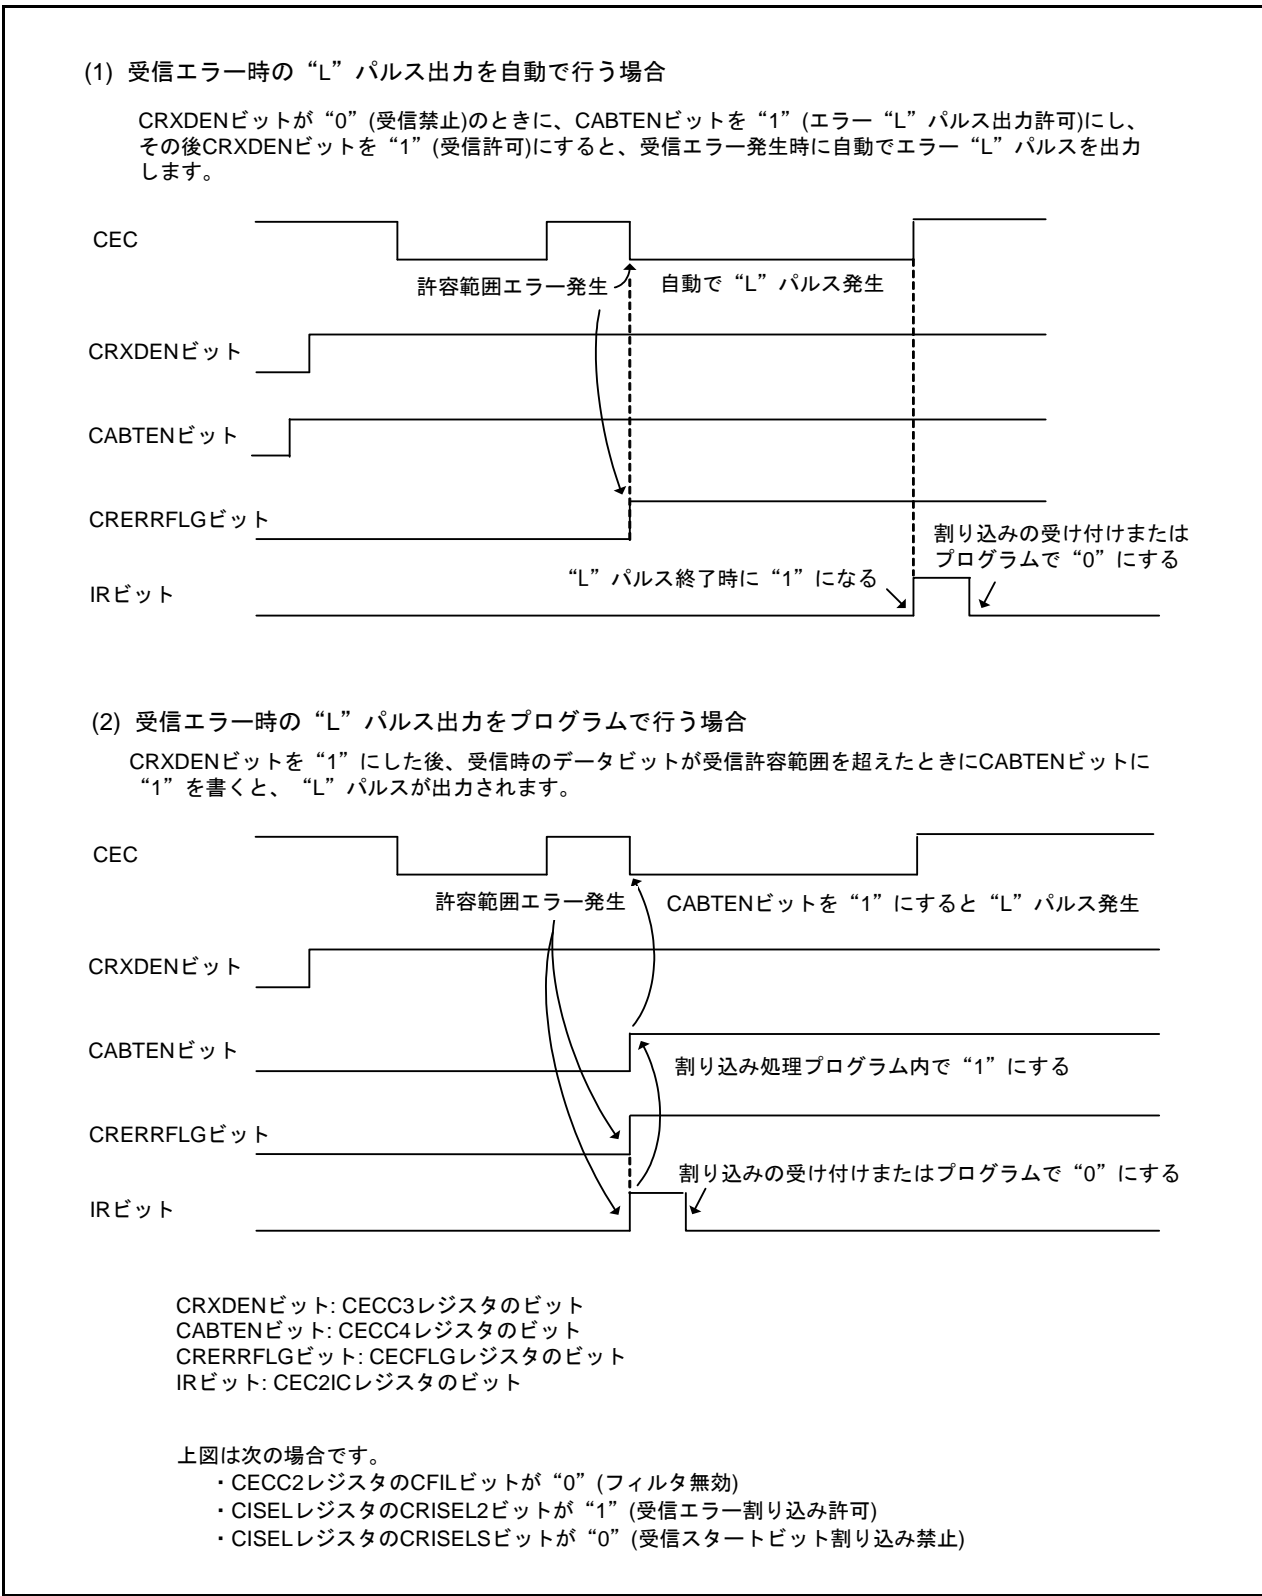 (1) 受信エラー時の“L”パルス出力を自動で行う場合
CRXDENビットが“0”(受信禁止)のときに、CABTENビットを“1”(エラー“L”パルス出力許可)にし、
その後CRXDENビットを“1”(受信許可)にすると、受信エラー発生時に自動でエラー“L”パルスを出力
します。
CEC
許容範囲エラー発生
自動で“L”パルス発生
CRXDENビット
CABTENビット
CRERRFLGビット
割り込みの受け付けまたは
プログラムで“0”にする
“L”パルス終了時に“1”になる
IRビット
(2) 受信エラー時の“L”パルス出力をプログラムで行う場合
CRXDENビットを“1”にした後、受信時のデータビットが受信許容範囲を超えたときにCABTENビットに
“1”を書くと、“L”パルスが出力されます。
CEC
許容範囲エラー発生
CABTENビットを“1”にすると“L”パルス発生
CRXDENビット
CABTENビット
割り込み処理プログラム内で“1”にする
CRERRFLGビット
割り込みの受け付けまたはプログラムで“0”にする
IRビット
CRXDENビット: CECC3レジスタのビット
CABTENビット: CECC4レジスタのビット
CRERRFLGビット: CECFLGレジスタのビット
IRビット: CEC2ICレジスタのビット
上図は次の場合です。
・CECC2レジスタのCFILビットが“0”(フィルタ無効)
・CISELレジスタのCRISEL2ビットが“1”(受信エラー割り込み許可)
・CISELレジスタのCRISELSビットが“0”(受信スタートビット割り込み禁止)